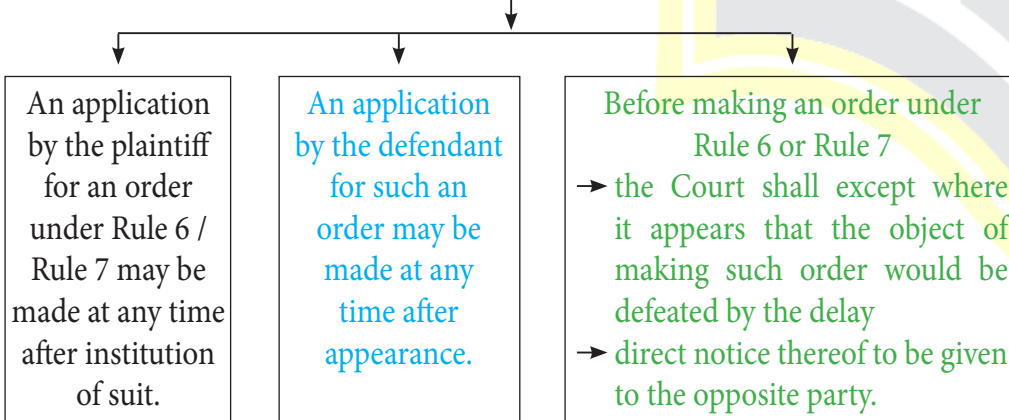 An application
by the plaintiff
for an order
under Rule 6 /
Rule 7 may be
made at any time
after institution
of suit.
An application
by the defendant
for such an
order may be
made at any
time after
appearance.
Before making an order under
Rule 6 or Rule 7
the Court shall except where
it appears that the object of
making such order would be
defeated by the delay
direct notice thereof to be given
to the opposite party.